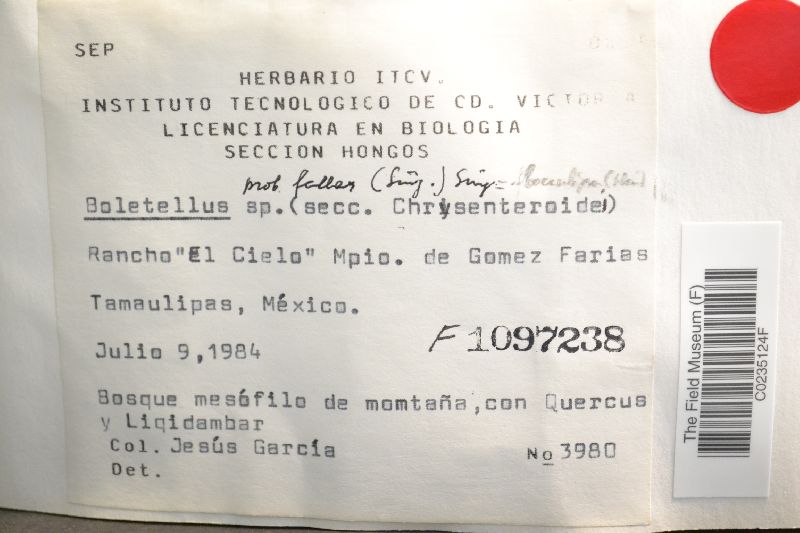 SEP
HERBARIO ITCV.
INSTITUTO TECNOLOGICO DE CD. VICTORIA
LICENCIATURA EN BIOLOGIA
SECCION HONGOS
prob. fallax (Sing.) Sing.
Boletellus sp.(secc. Chrysenteroidei)
Rancho"El Cielo" Mpio. de Gomez Farias
Tamaulipas, México.
Julio 9,1984
F 1097238
Bosque mesófilo de momtaña,con Quercus
y Liqidambar
Col. Jesús García
No 3980
Det.
The Field Museum (F)
C0235124F